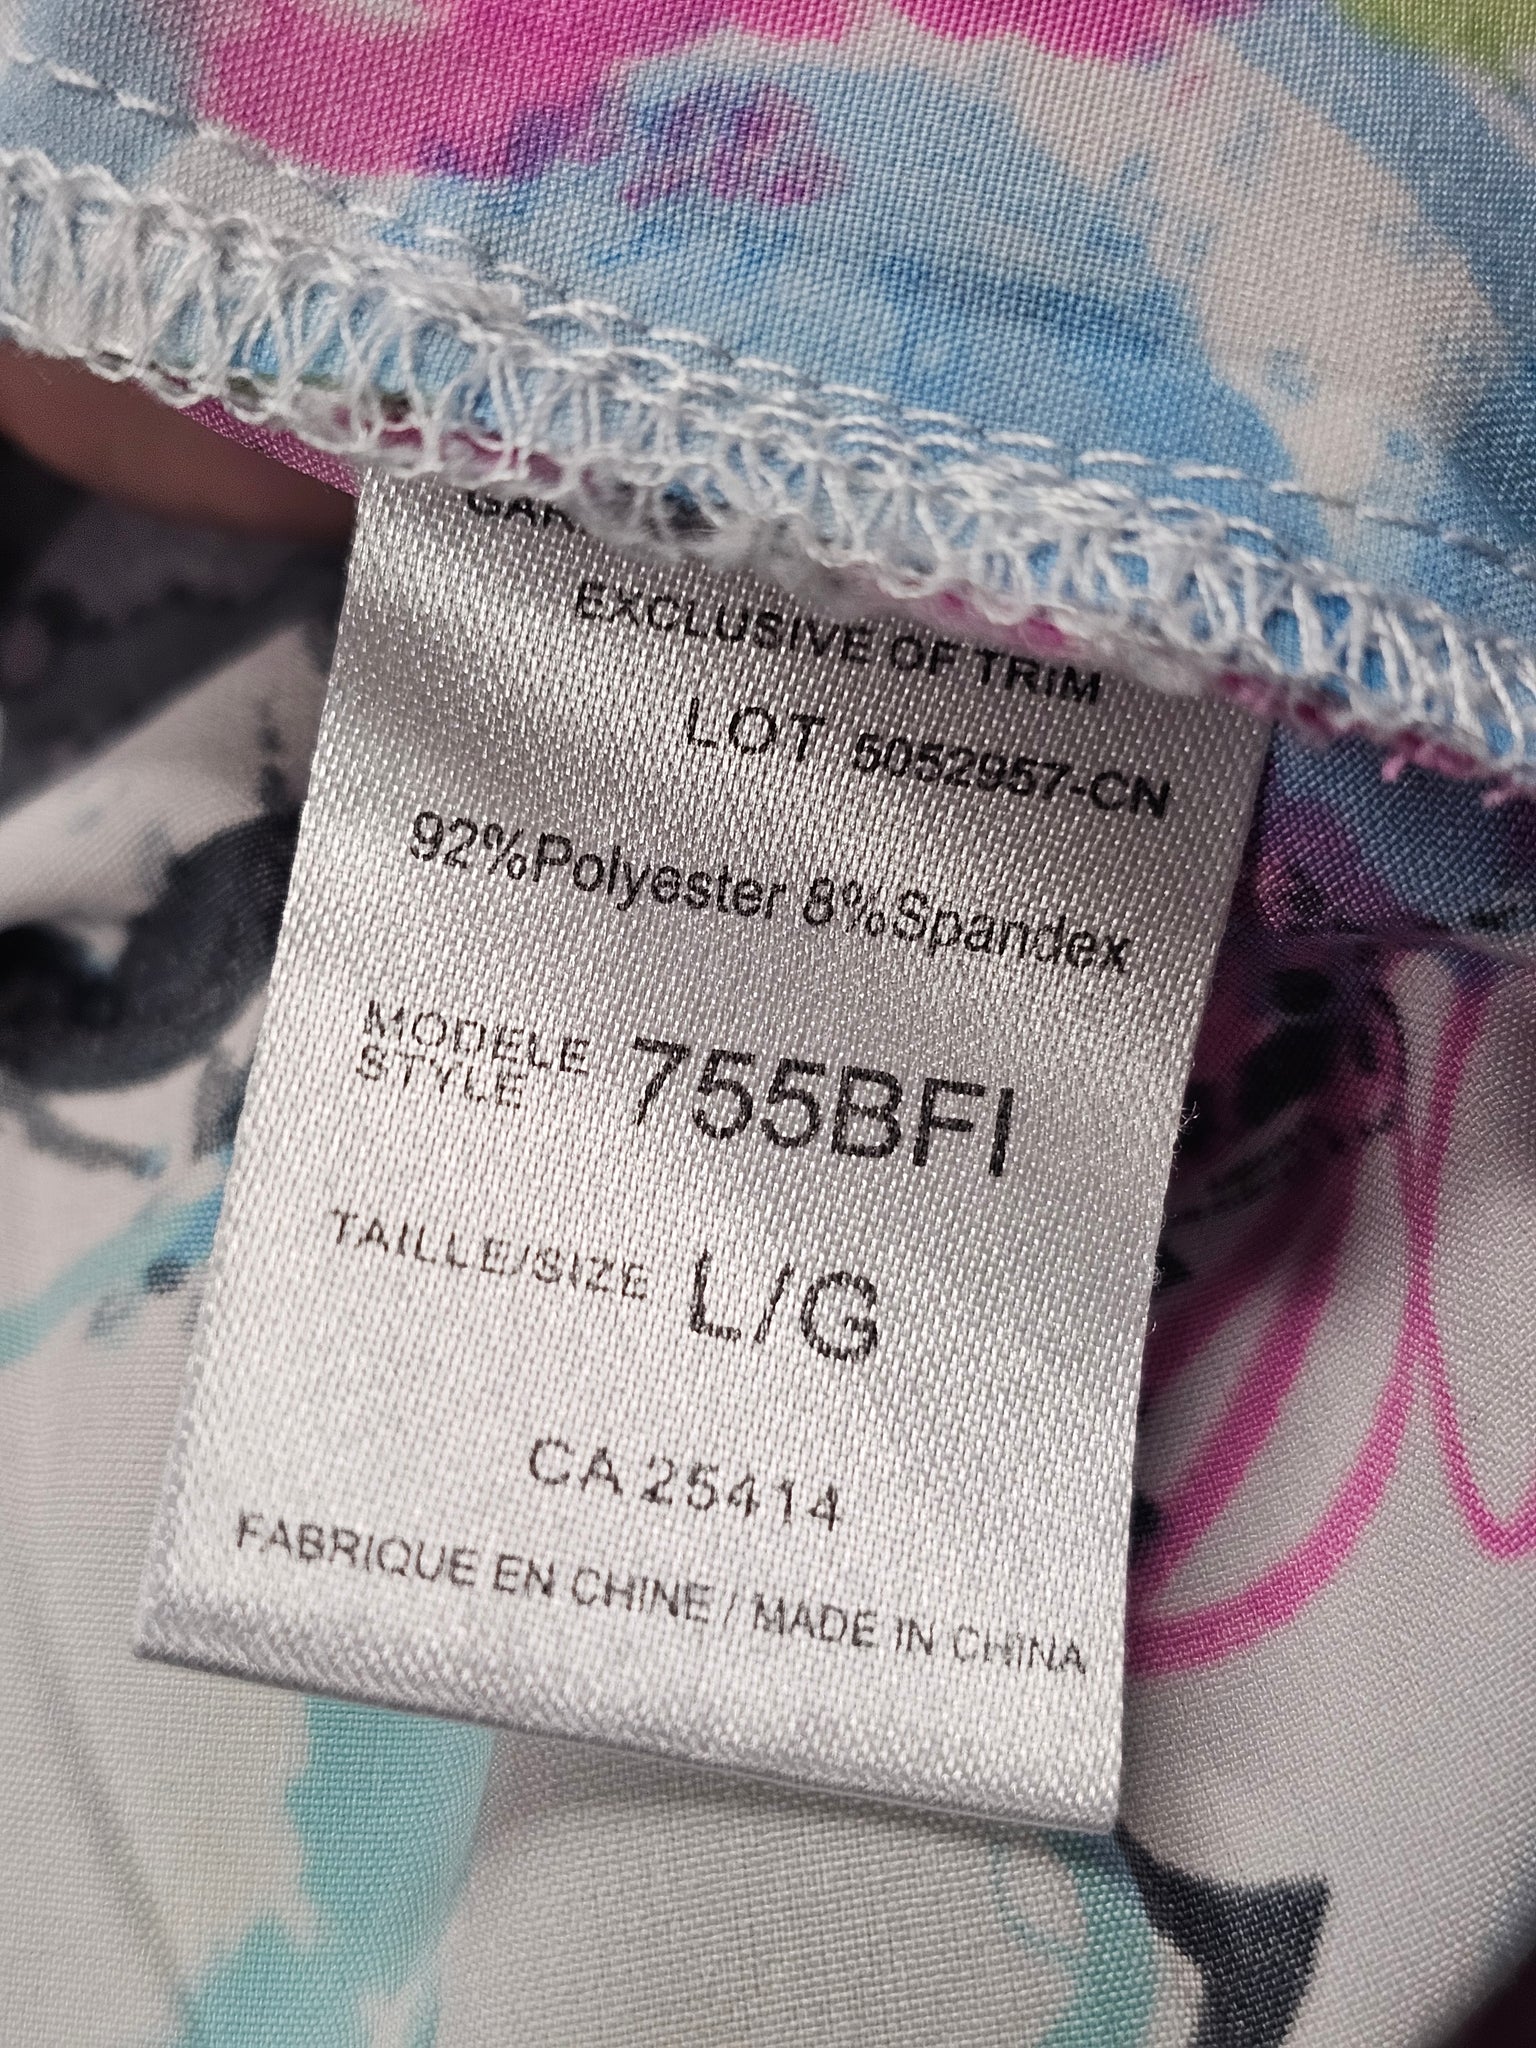 EXCLUSIVE OF TRIM
LOT 5052957-CN
92%Polyester 8%Spandex
MODELE
STYLE 755BFI
TAILLE/SIZE L/G
CA 25414
FABRIQUE EN CHINE / MADE IN CHINA